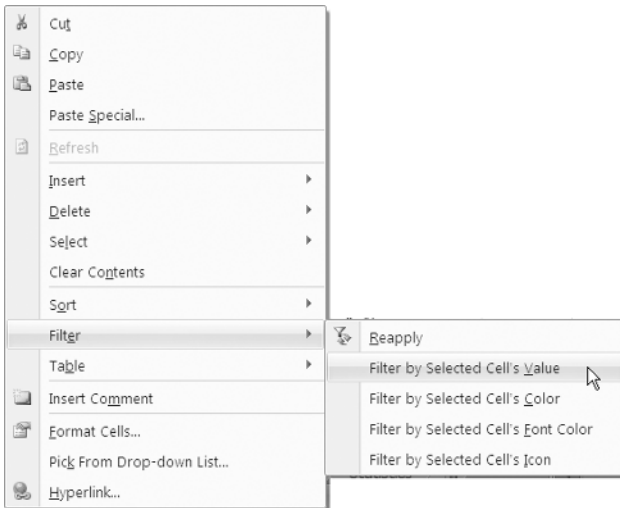 Cut
Copy
Paste
Paste Special...
Refresh
Insert
Delete
Select
Clear Contents
Sort
Filter
Table
Insert Comment
Format Cells...
Pick From Drop-down List...
Hyperlink...
Reapply
Filter by Selected Cell's Value
Filter by Selected Cell's Color
Filter by Selected Cell's Font Color
Filter by Selected Cell's Icon